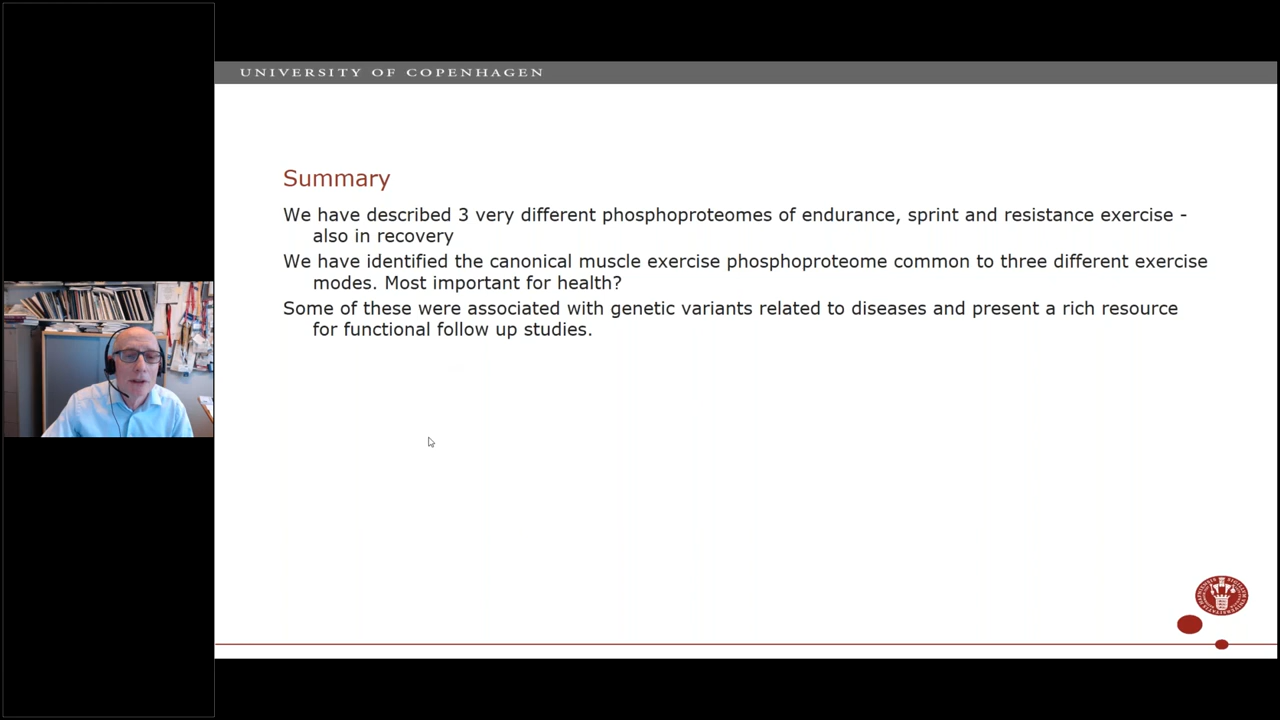 UNIVERSITY OF COPENHAGEN
Summary
We have described 3 very different phosphoproteomes of endurance, sprint and resistance exercise -
also in recovery
We have identified the canonical muscle exercise phosphoproteome common to three different exercise
modes. Most important for health?
Some of these were associated with genetic variants related to diseases and present a rich resource
for functional follow up studies.